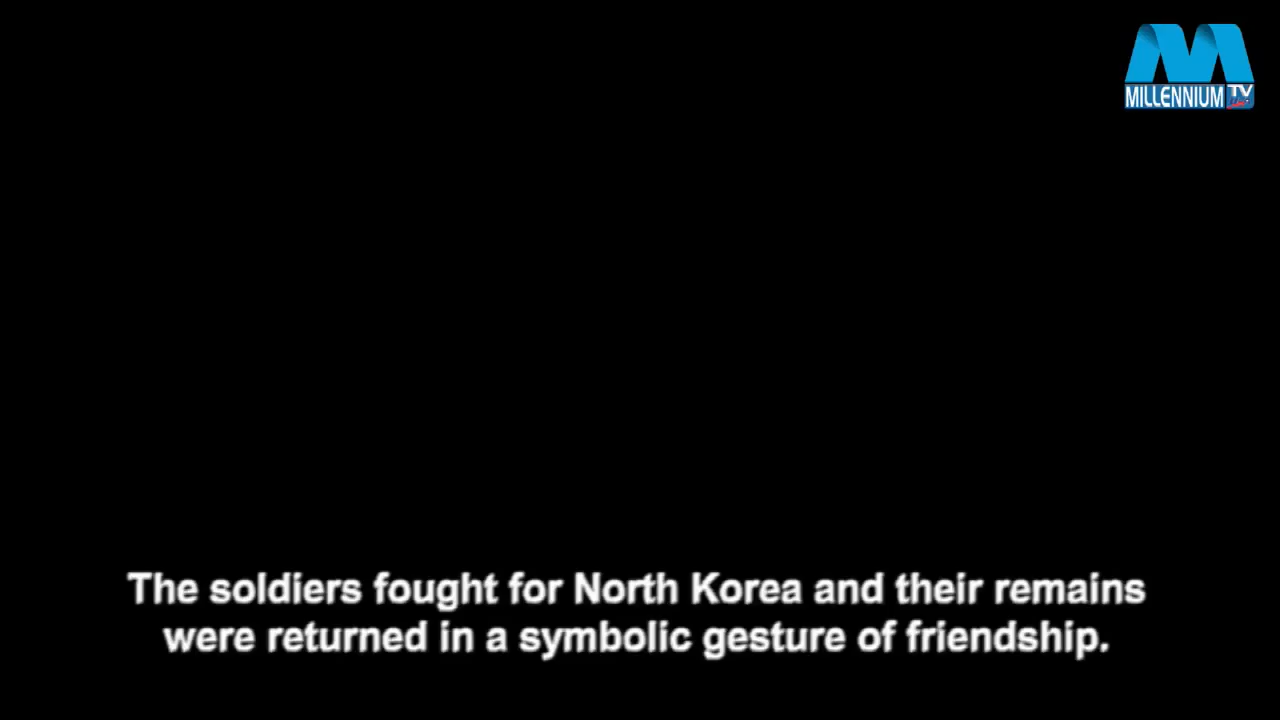 MILLENNIUM TV
The soldiers fought for North Korea and their remains
were returned in a symbolic gesture of friendship.